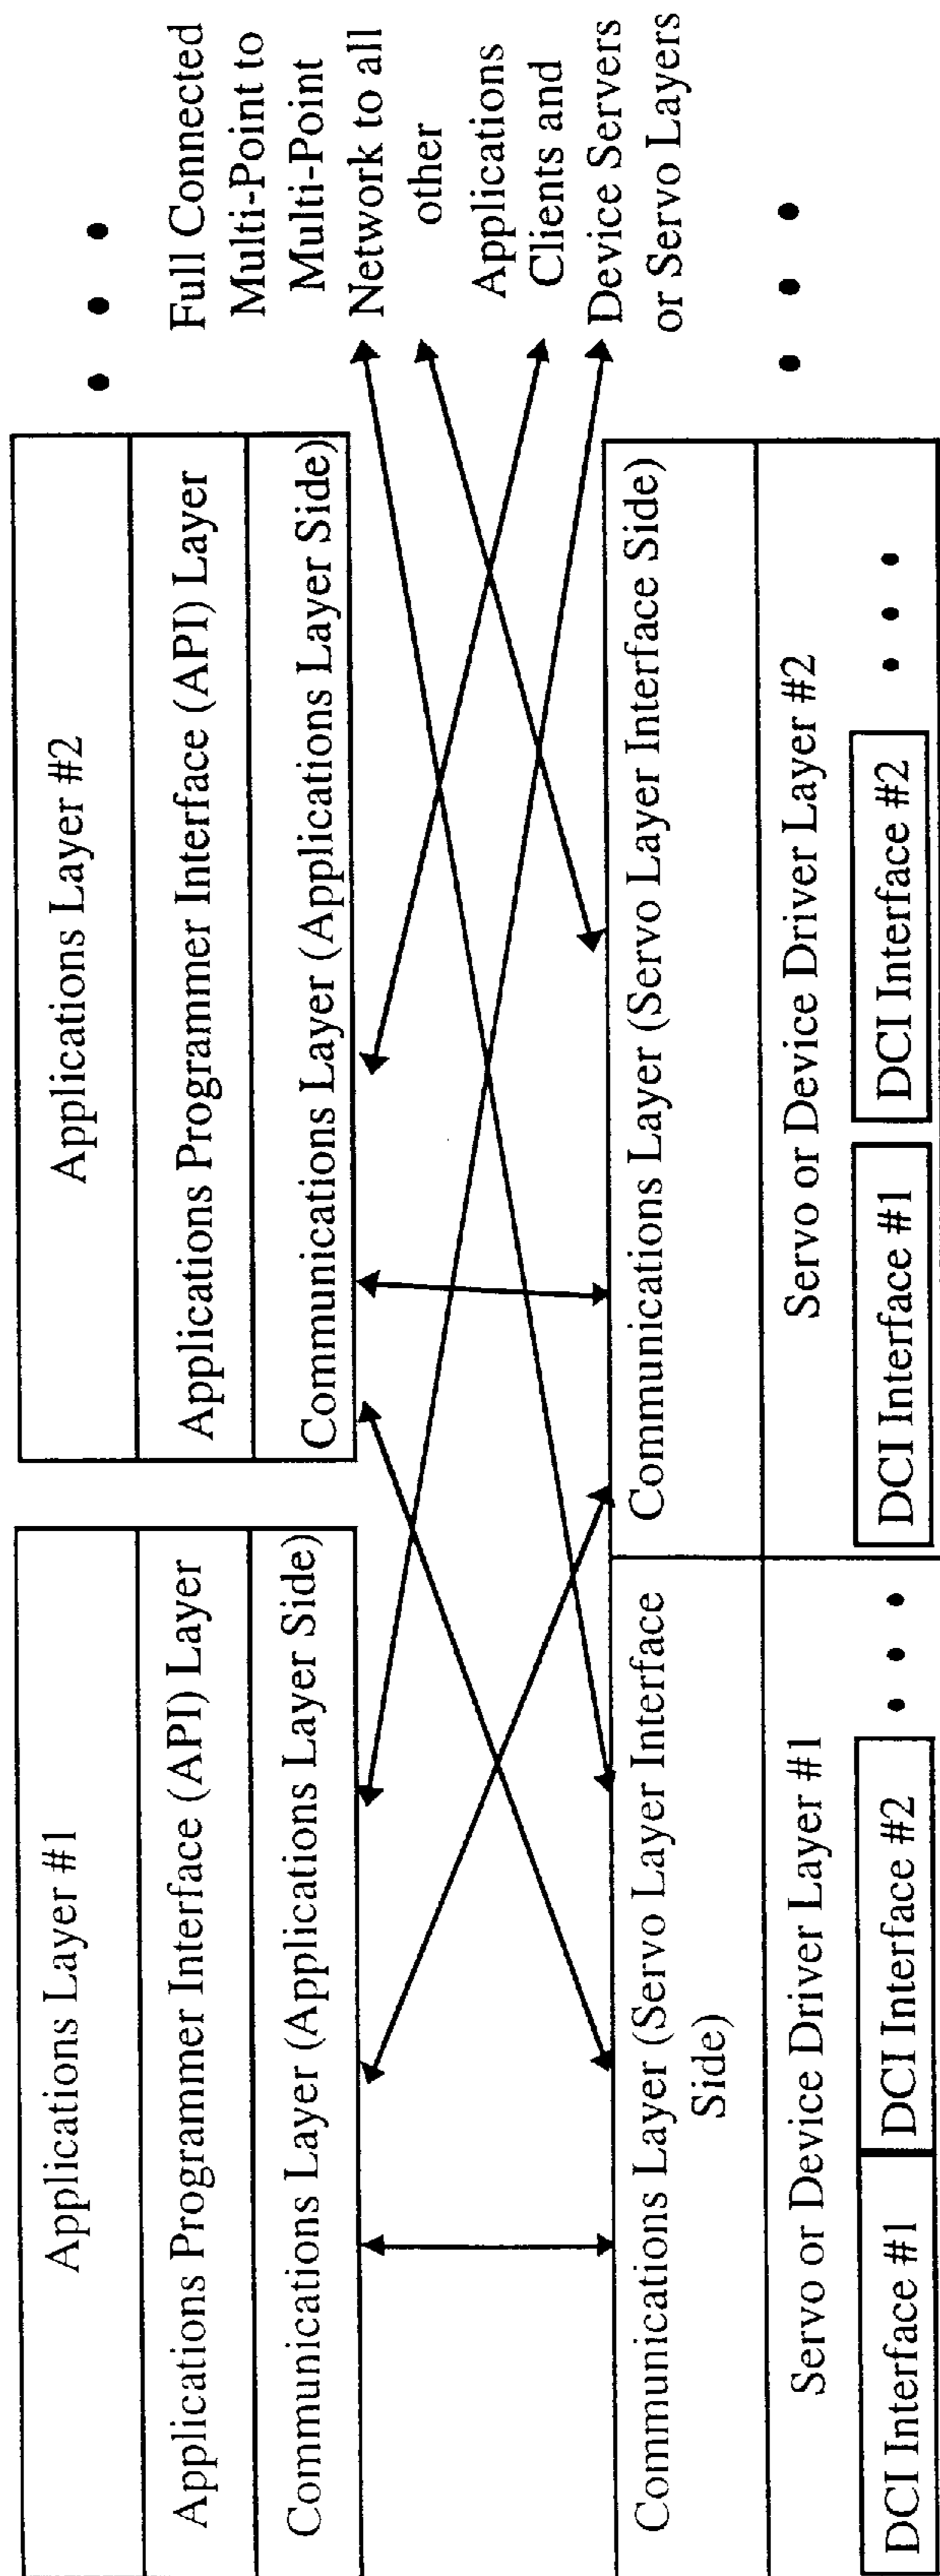 Applications Layer #1
Applications Programmer Interface (API) Layer
Communications Layer (Applications Layer Side)
Applications Layer #2
Applications Programmer Interface (API) Layer
Communications Layer (Applications Layer Side)
Full Connected
Multi-Point to
Multi-Point
Network to all
other
Applications
Clients and
Device Servers
or Servo Layers
Communications Layer (Servo Layer Interface
Side)
Servo or Device Driver Layer #1
DCI Interface #1
DCI Interface #2
Communications Layer (Servo Layer Interface Side)
Servo or Device Driver Layer #2
DCI Interface #1
DCI Interface #2